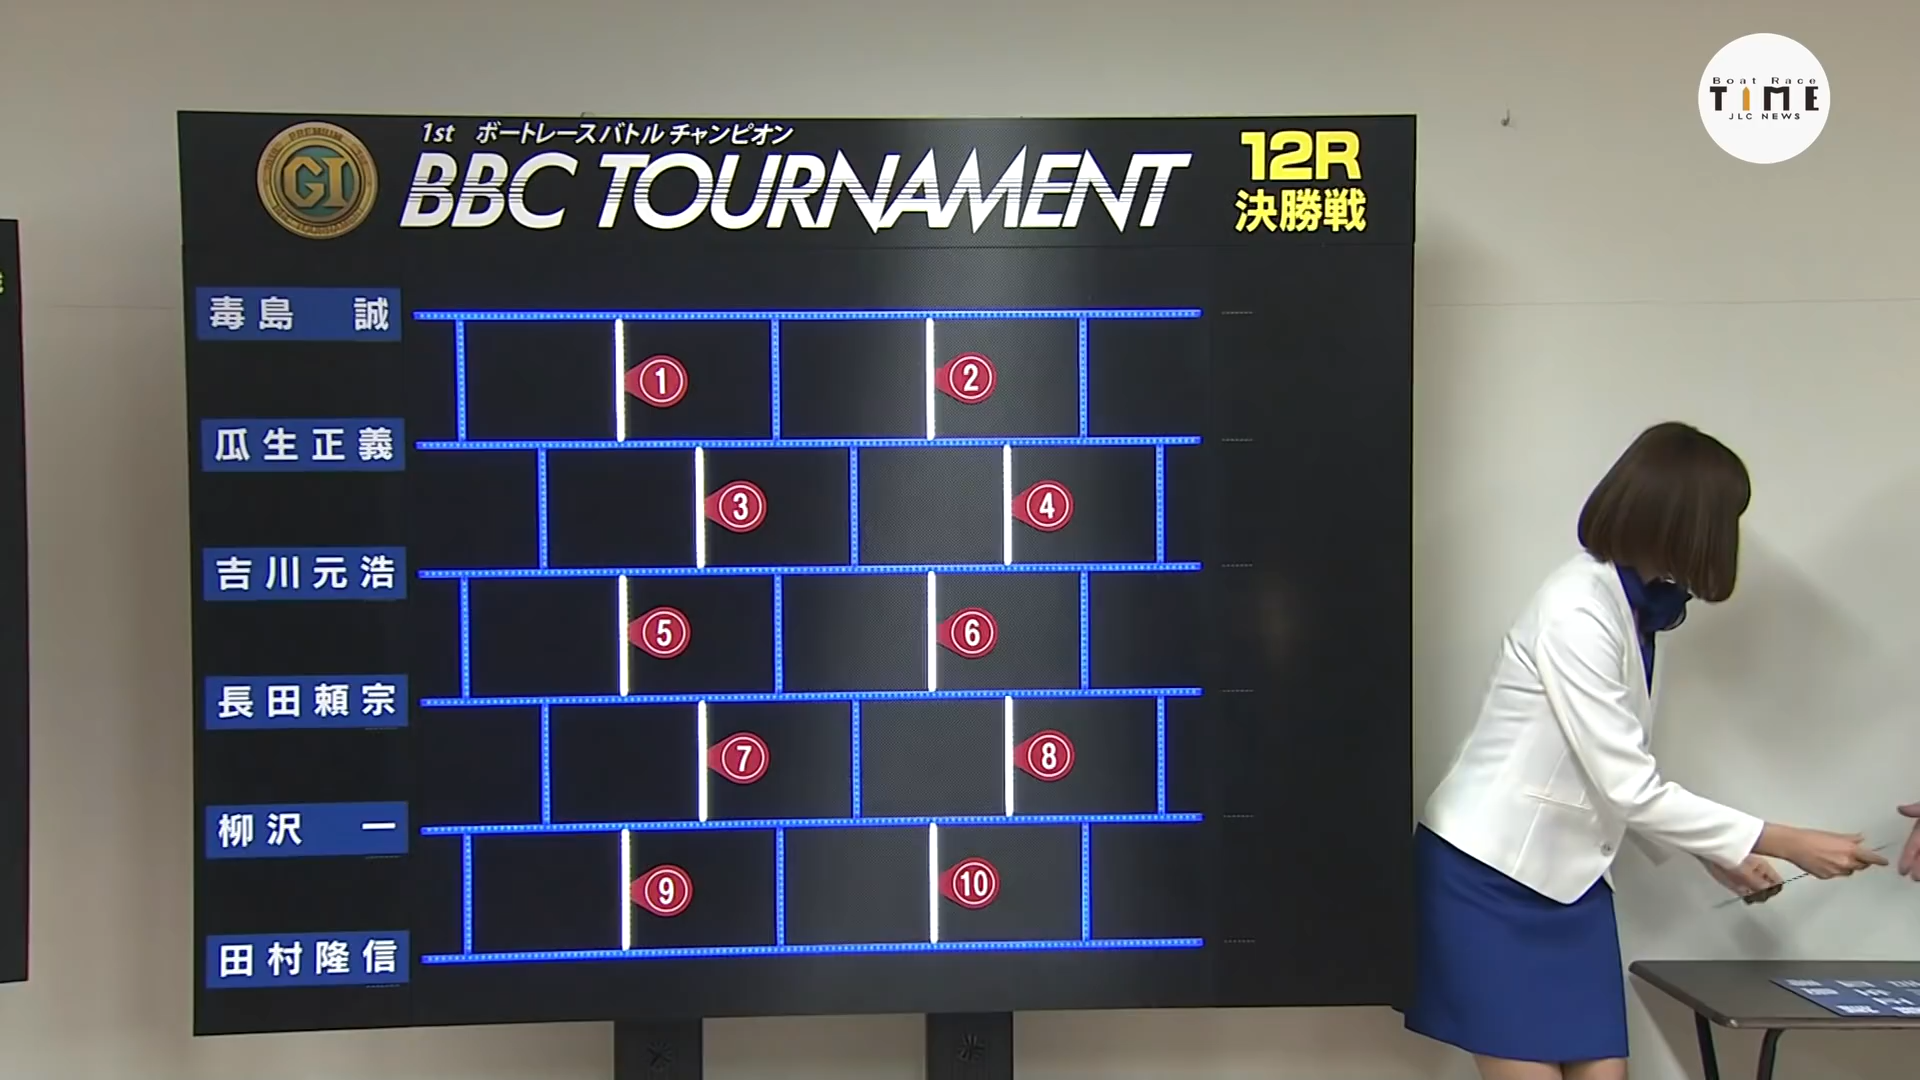 Boat Race
TIME
JLC NEWS
PREMIUM
GI
1st ボートレースバトルチャンピオン
BBC TOURNAMENT
12R
決勝戦
毒島 誠
瓜生正義
吉川元浩
長田頼宗
柳沢 一
田村隆信
1
2
3
4
5
6
7
8
9
10